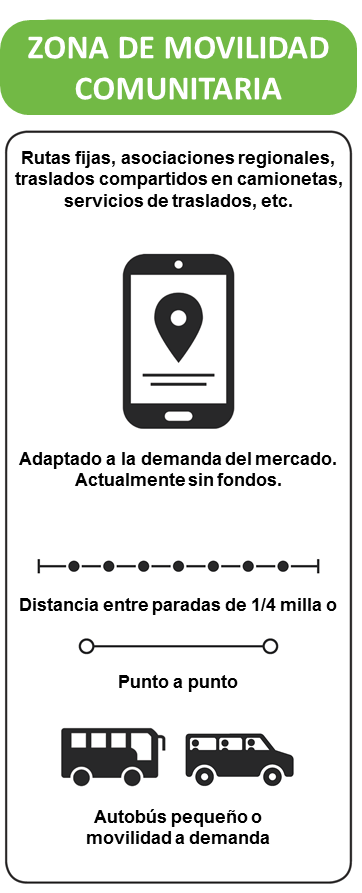 ZONA DE MOVILIDAD
COMUNITARIA
Rutas fijas, asociaciones regionales,
traslados compartidos en camionetas,
servicios de traslados, etc.
Adaptado a la demanda del mercado.
Actualmente sin fondos.
Distancia entre paradas de 1/4 milla o
Punto a punto
Autobús pequeño o
movilidad a demanda